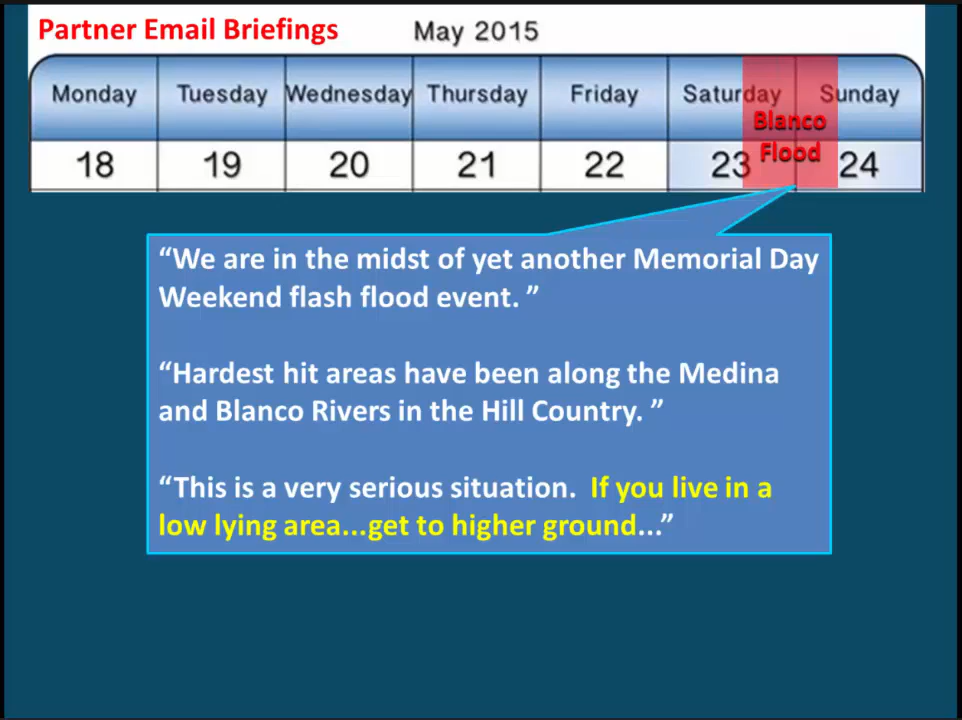 Partner Email Briefings May 2015
Monday Tuesday Wednesday Thursday Friday Saturday Sunday
Blanco
Flood
18 19 20 21 22 23 24
“We are in the midst of yet another Memorial Day
Weekend flash flood event. ”
“Hardest hit areas have been along the Medina
and Blanco Rivers in the Hill Country. ”
“This is a very serious situation.  If you live in a
low lying area...get to higher ground...”